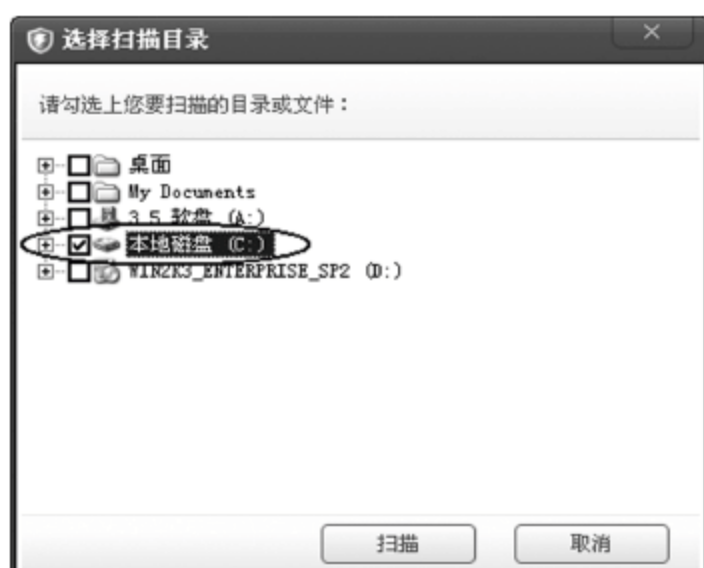 选择扫描目录
请勾选上您要扫描的目录或文件：
桌面
My Documents
3.5 软盘 (A:)
本地磁盘 (C:)
WIN2K3_ENTERPRISE_SP2 (D:)
扫描 取消